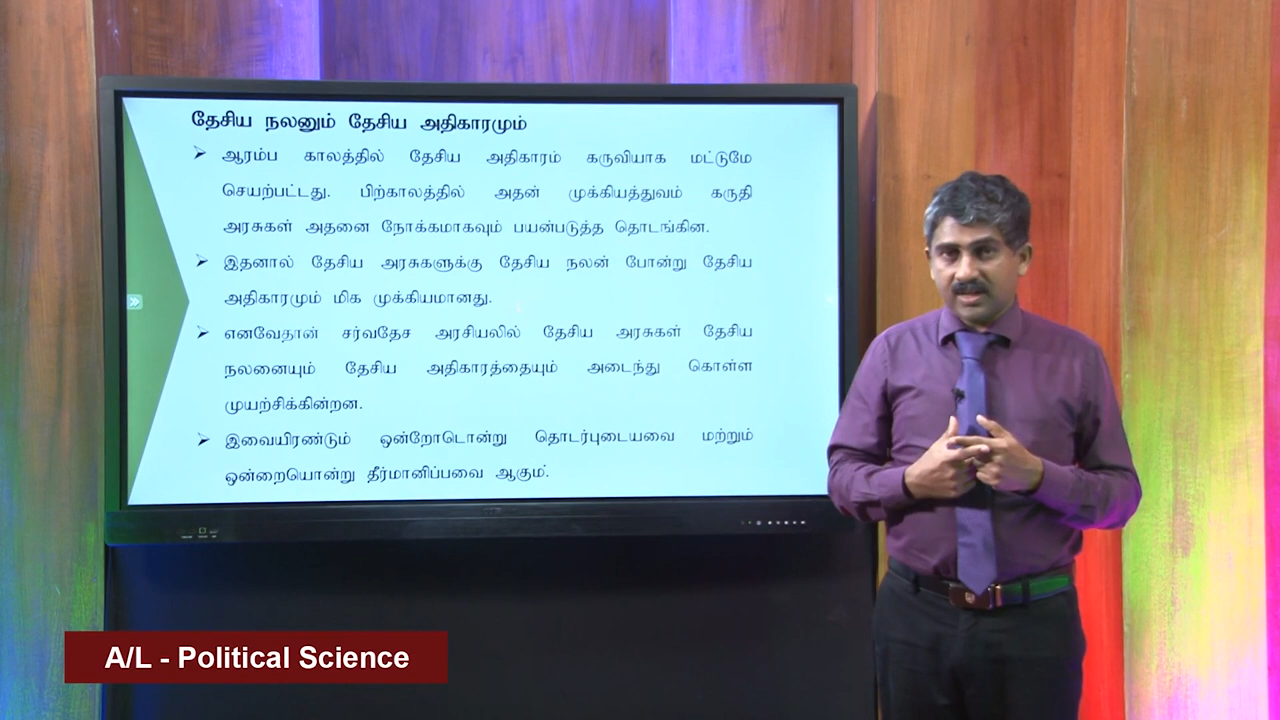 தேசிய நலனும் தேசிய அதிகாரமும்
➢ ஆரம்ப காலத்தில் தேசிய அதிகாரம் கருவியாக மட்டுமே
செயற்பட்டது. பிற்காலத்தில் அதன் முக்கியத்துவம் கருதி
அரசுகள் அதனை நோக்கமாகவும் பயன்படுத்த தொடங்கின.
➢ இதனால் தேசிய அரசுகளுக்கு தேசிய நலன் போன்று தேசிய
அதிகாரமும் மிக முக்கியமானது.
➢ எனவேதான் சர்வதேச அரசியலில் தேசிய அரசுகள் தேசிய
நலனையும் தேசிய அதிகாரத்தையும் அடைந்து கொள்ள
முயற்சிக்கின்றன.
➢ இவையிரண்டும் ஒன்றோடொன்று தொடர்புடையவை மற்றும்
ஒன்றையொன்று தீர்மானிப்பவை ஆகும்.
A/L - Political Science